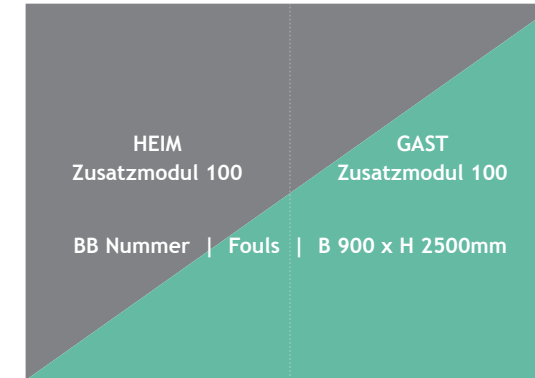 HEIM GAST
Zusatzmodul 100 Zusatzmodul 100
BB Nummer | Fouls | B 900 x H 2500mm